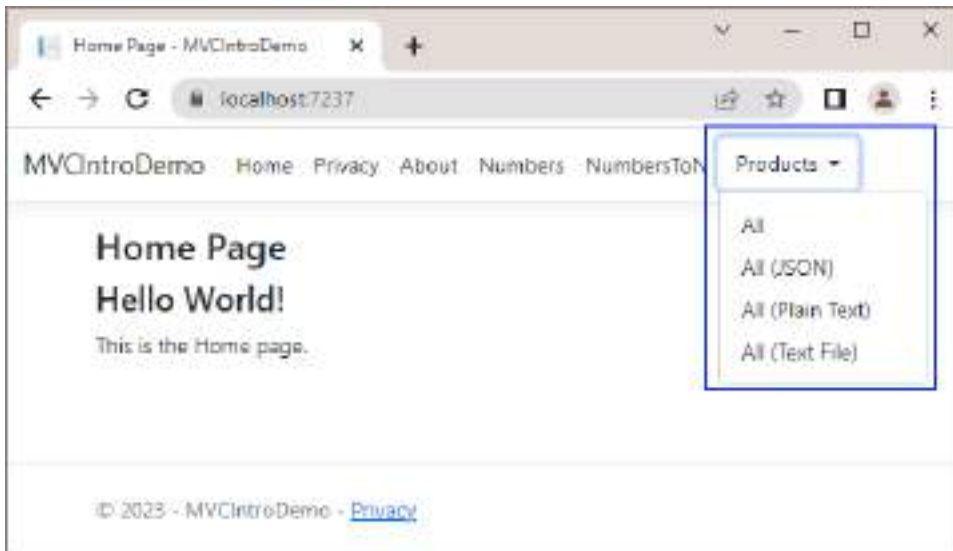 Home Page - MVCIntroDemo
localhost:7237
MVCIntroDemo Home Privacy About Numbers NumbersToN Products
All
All (JSON)
All (Plain Text)
All (Text File)
Home Page
Hello World!
This is the Home page.
© 2023 - MVCIntroDemo - Privacy